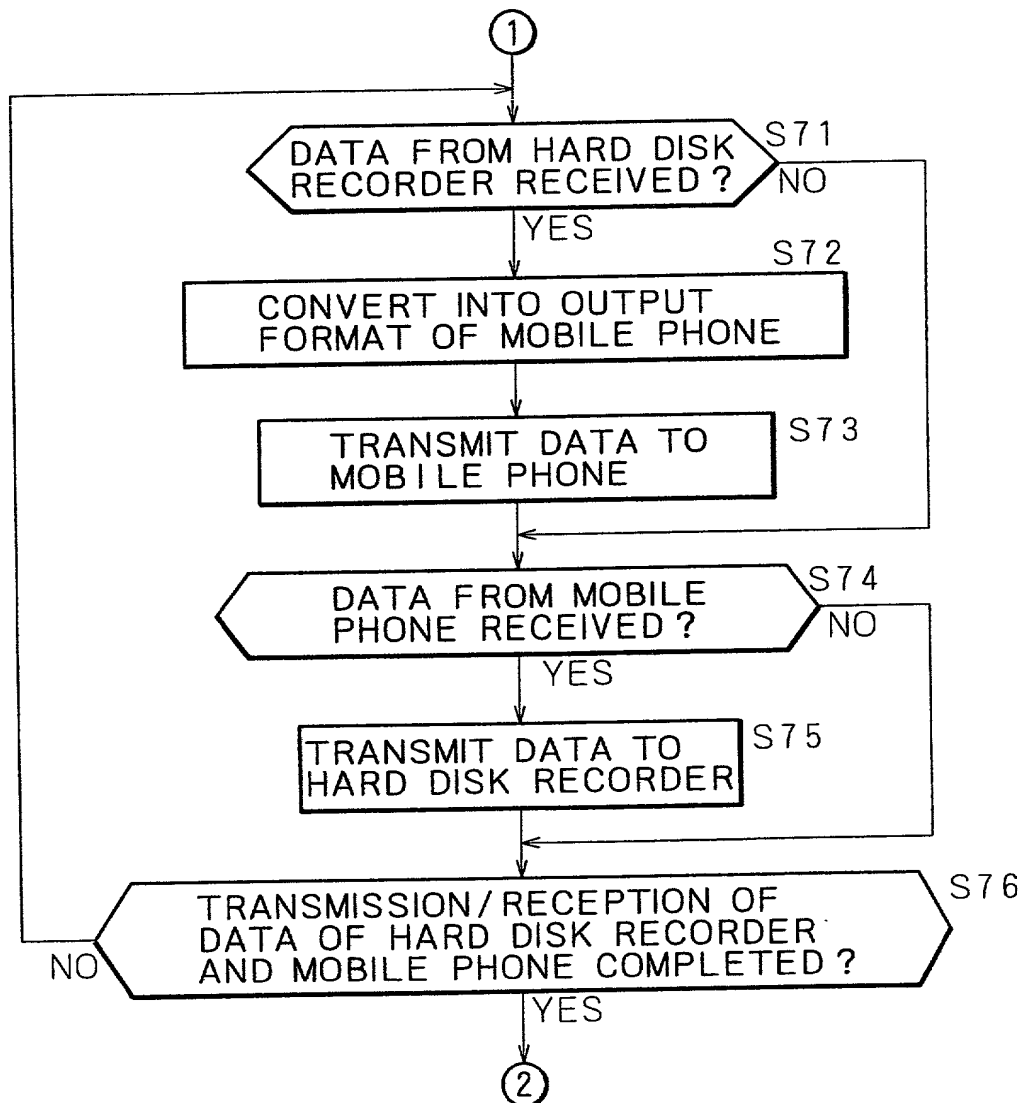 1
S71
DATA FROM HARD DISK
RECORDER RECEIVED?
NO
YES
S72
CONVERT INTO OUTPUT
FORMAT OF MOBILE PHONE
S73
TRANSMIT DATA TO
MOBILE PHONE
S74
DATA FROM MOBILE
PHONE RECEIVED?
NO
YES
S75
TRANSMIT DATA TO
HARD DISK RECORDER
S76
TRANSMISSION/RECEPTION OF
DATA OF HARD DISK RECORDER
AND MOBILE PHONE COMPLETED?
NO
YES
2